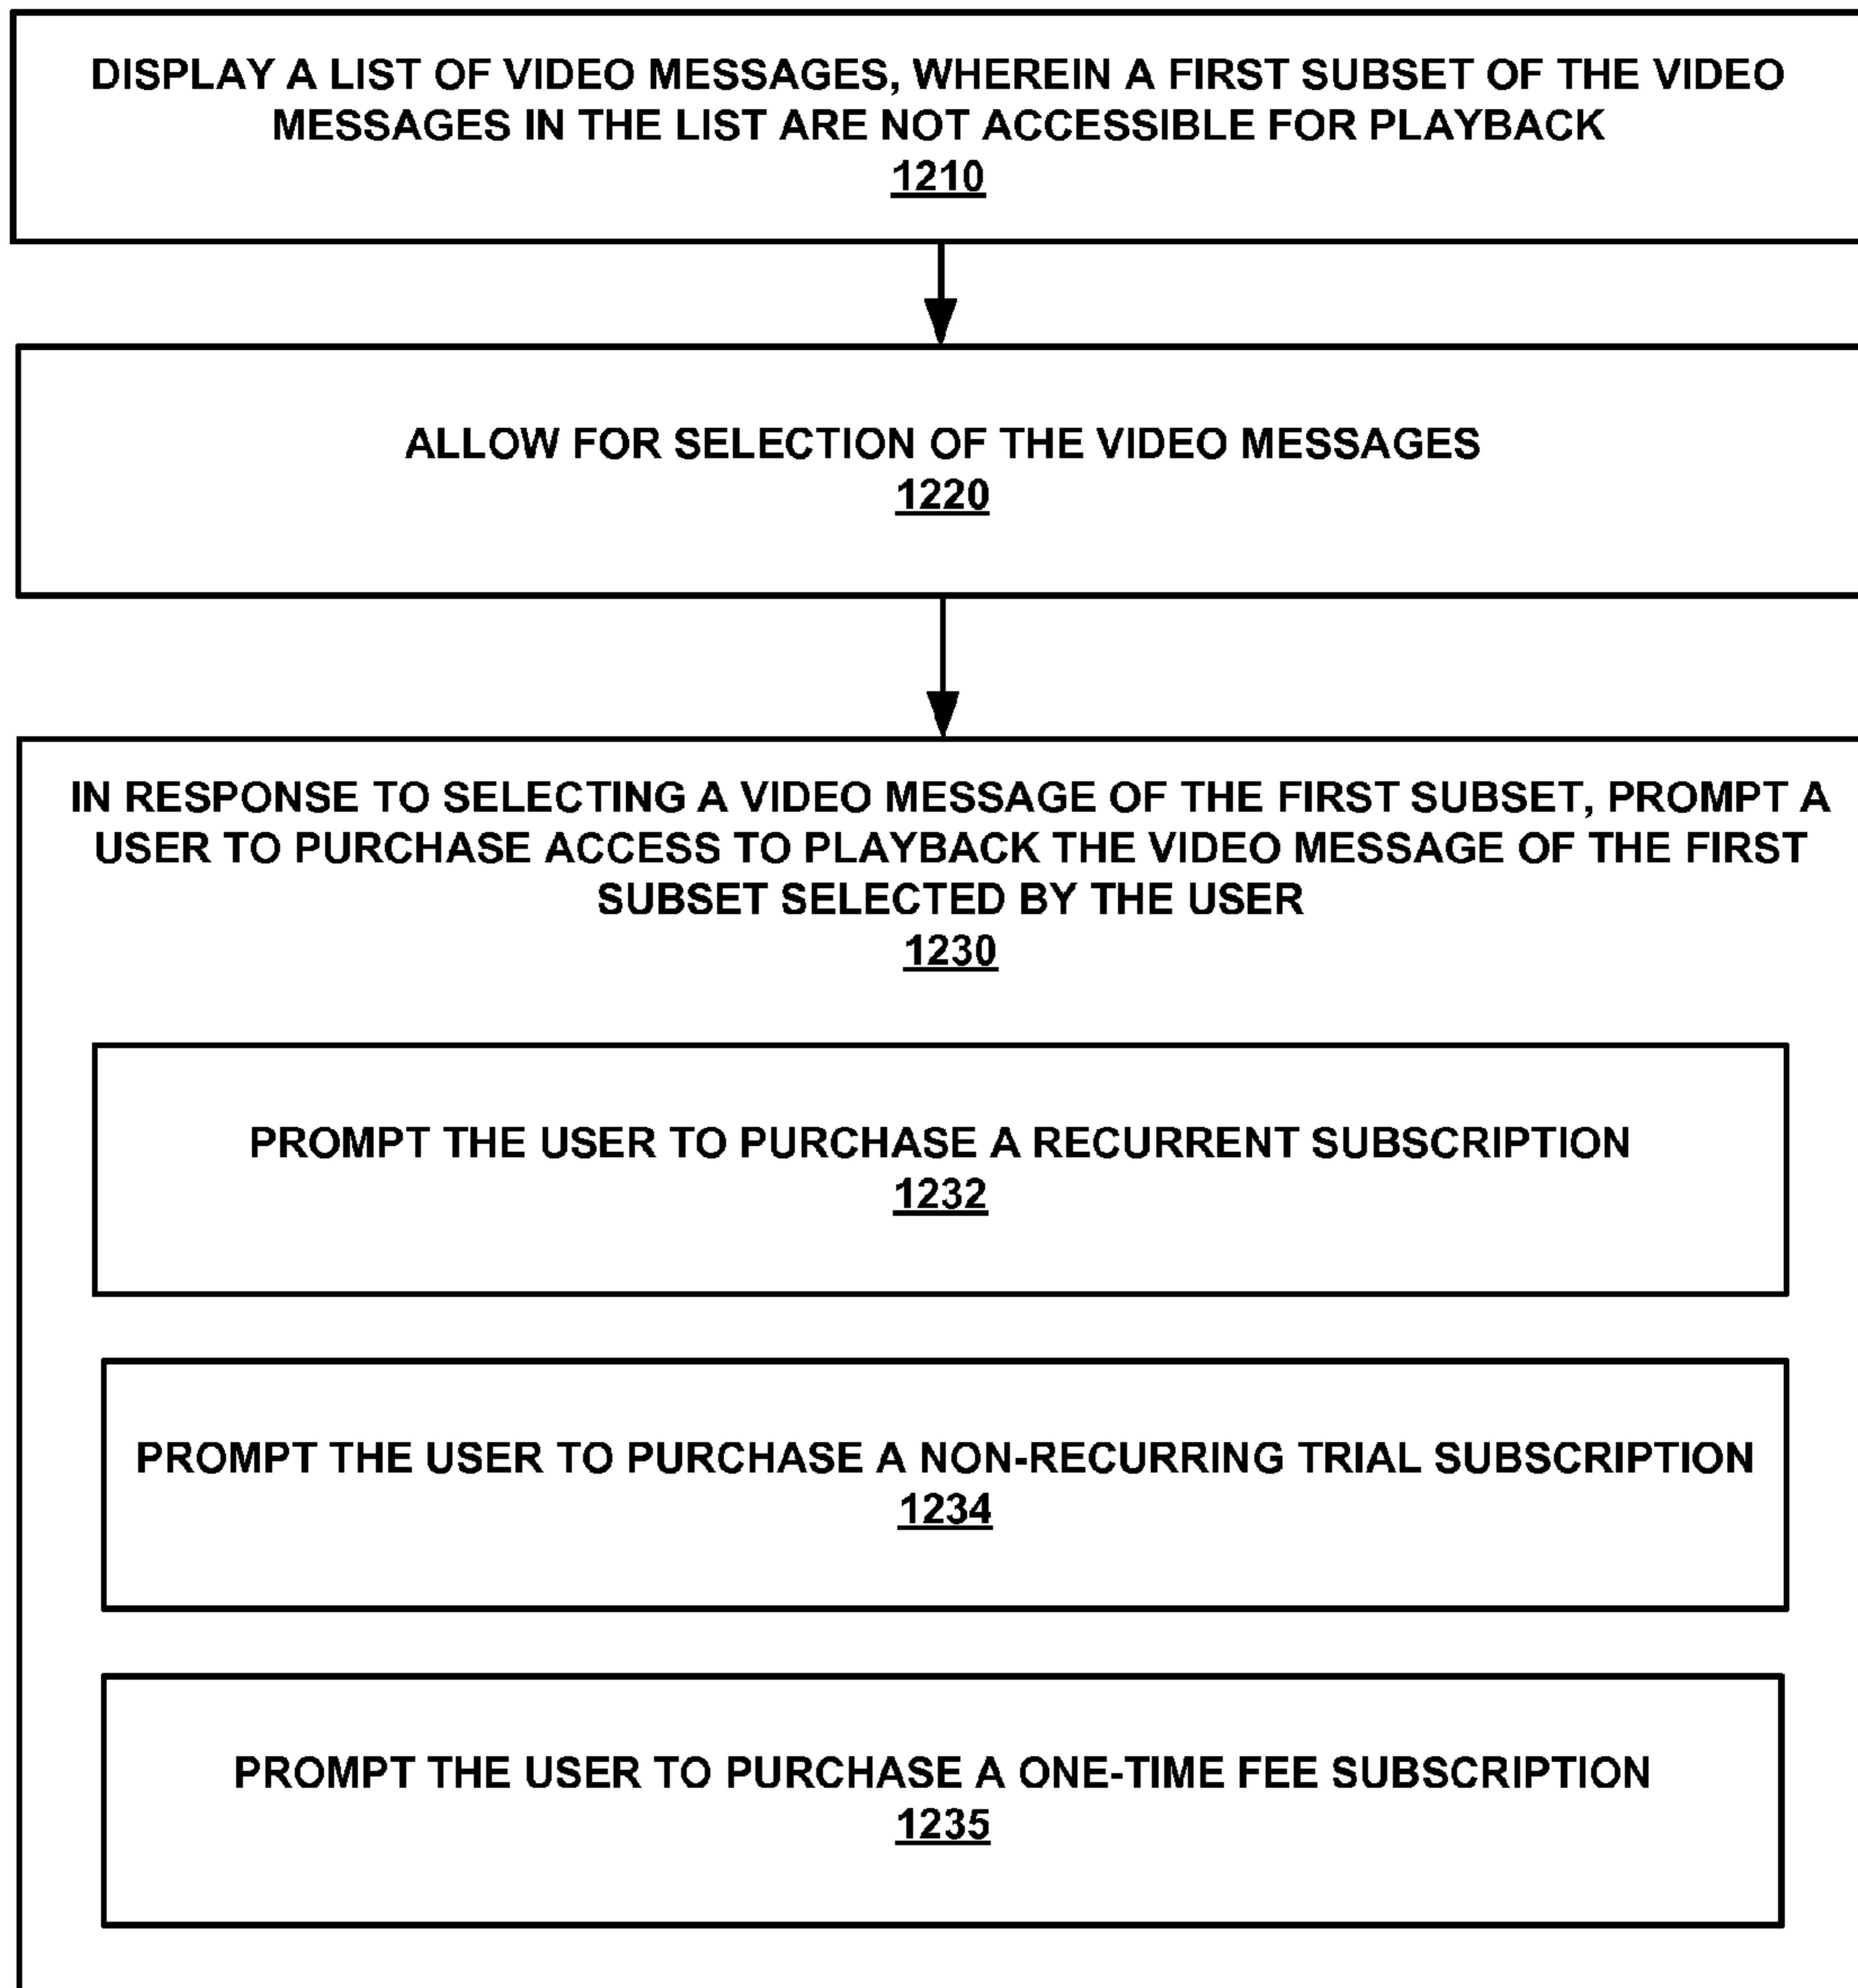 DISPLAY A LIST OF VIDEO MESSAGES, WHEREIN A FIRST SUBSET OF THE VIDEO
MESSAGES IN THE LIST ARE NOT ACCESSIBLE FOR PLAYBACK
1210
ALLOW FOR SELECTION OF THE VIDEO MESSAGES
1220
IN RESPONSE TO SELECTING A VIDEO MESSAGE OF THE FIRST SUBSET, PROMPT A
USER TO PURCHASE ACCESS TO PLAYBACK THE VIDEO MESSAGE OF THE FIRST
SUBSET SELECTED BY THE USER
1230
PROMPT THE USER TO PURCHASE A RECURRENT SUBSCRIPTION
1232
PROMPT THE USER TO PURCHASE A NON-RECURRING TRIAL SUBSCRIPTION
1234
PROMPT THE USER TO PURCHASE A ONE-TIME FEE SUBSCRIPTION
1235